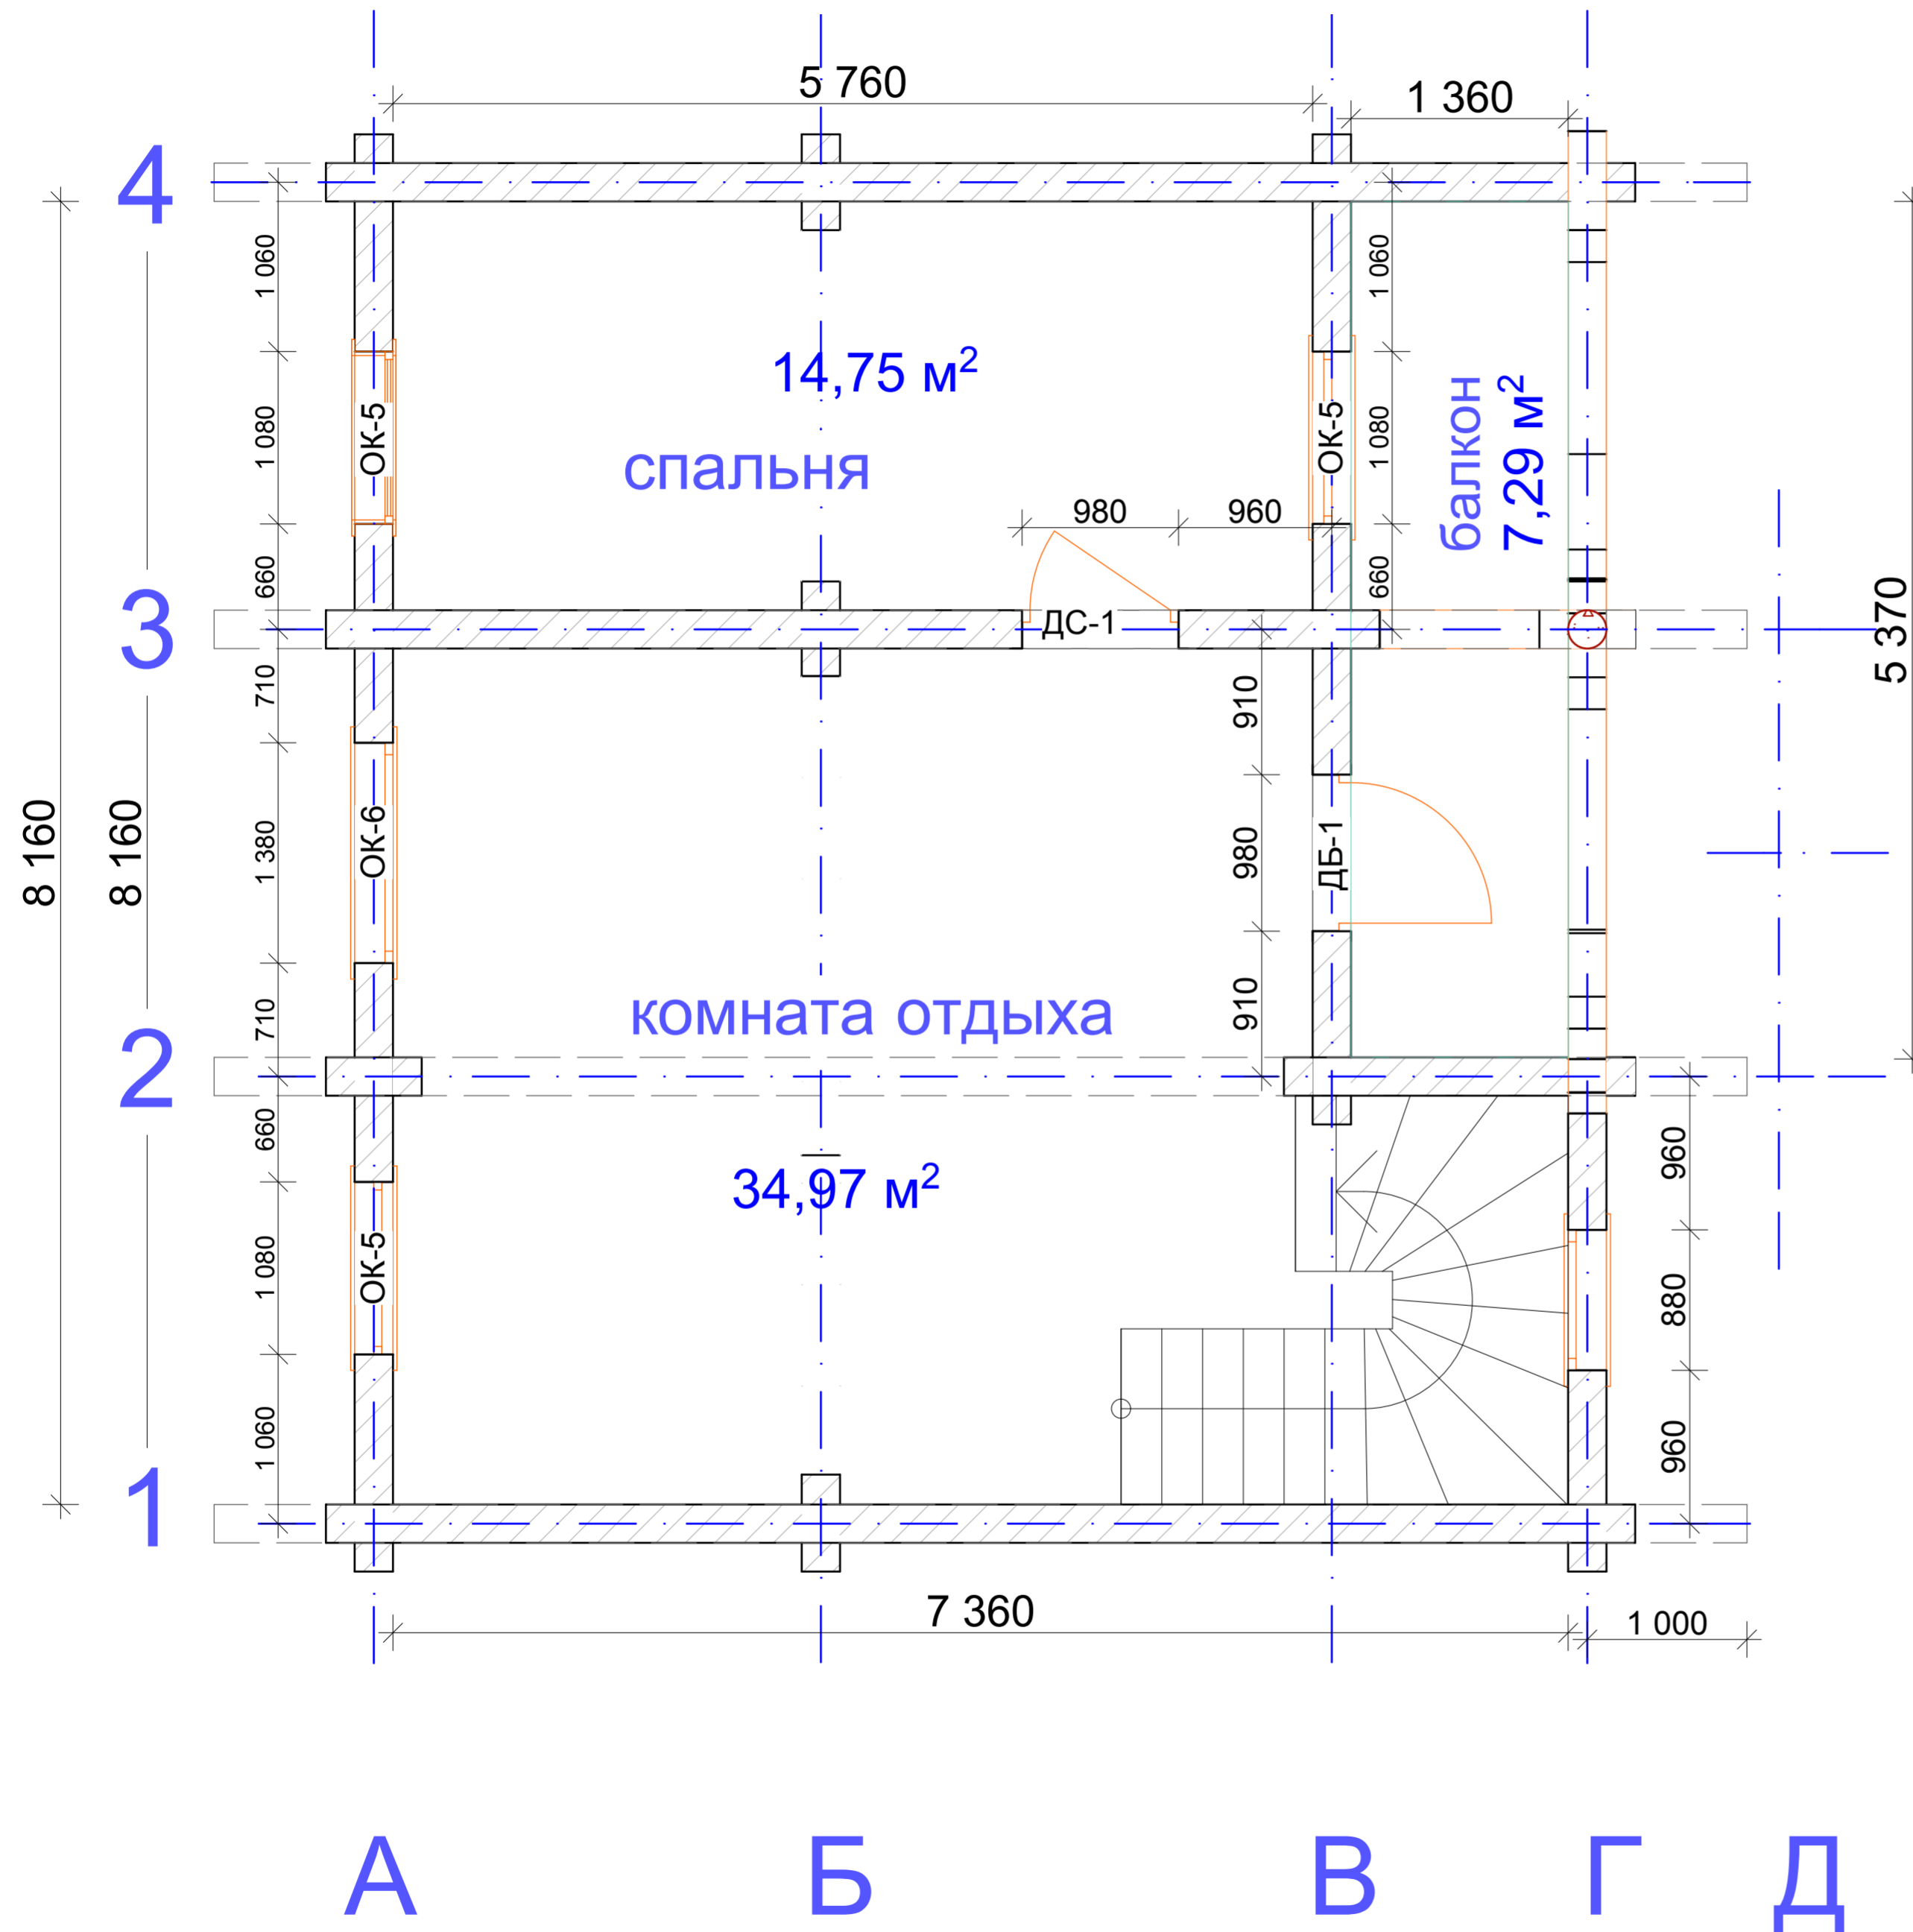 5 760
1 360
4
1 060
1 060
14,75 м²
ОК-5
ОК-5
1 080
1 080
балкон
7,29 м²
спальня
980
960
660
660
3
ДС-1
5 370
710
910
8 160
8 160
1 380
ОК-6
980
ДБ-1
710
910
комната отдыха
2
660
960
34,97 м²
1 080
ОК-5
880
1 060
960
1
7 360
1 000
А
Б
В
Г
Д